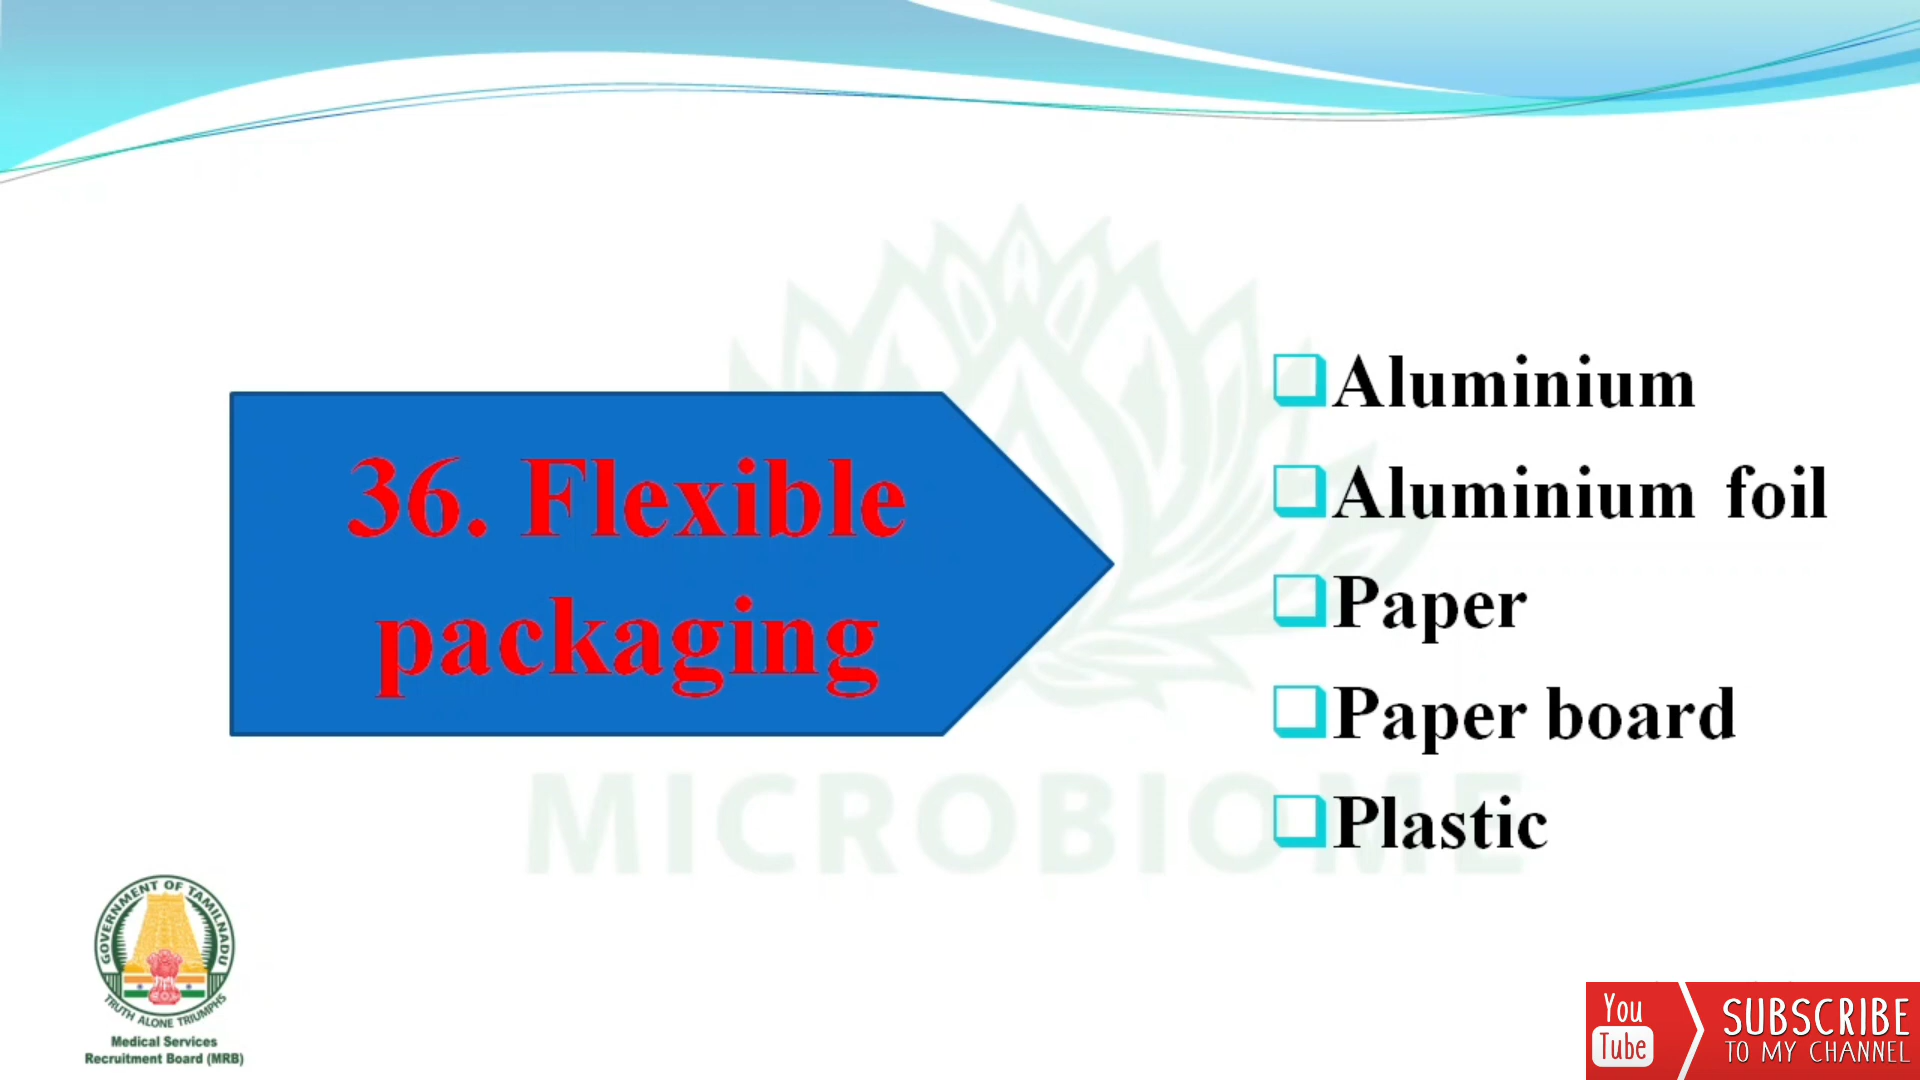 36. Flexible
packaging
Aluminium
Aluminium foil
Paper
Paper board
Plastic
MICROBIOME
GOVERNMENT OF TAMILNADU
TRUTH ALONE TRIUMPHS
Medical Services
Recruitment Board (MRB)
You
Tube
SUBSCRIBE
TO MY CHANNEL